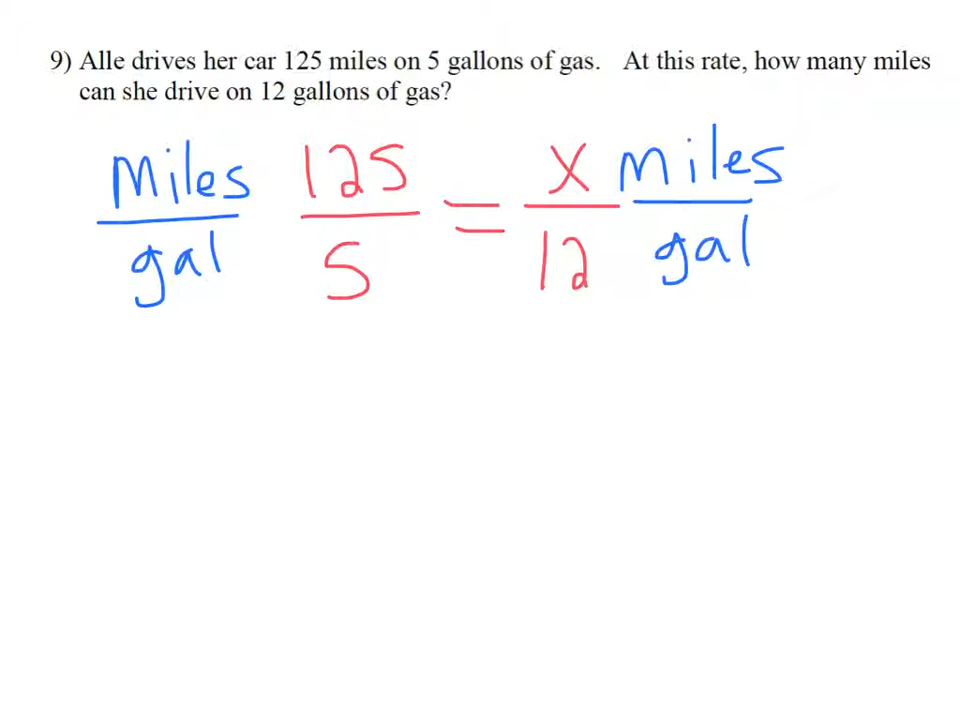 9) Alle drives her car 125 miles on 5 gallons of gas. At this rate, how many miles
can she drive on 12 gallons of gas?
Miles 125 = x miles
gal 5 12 gal